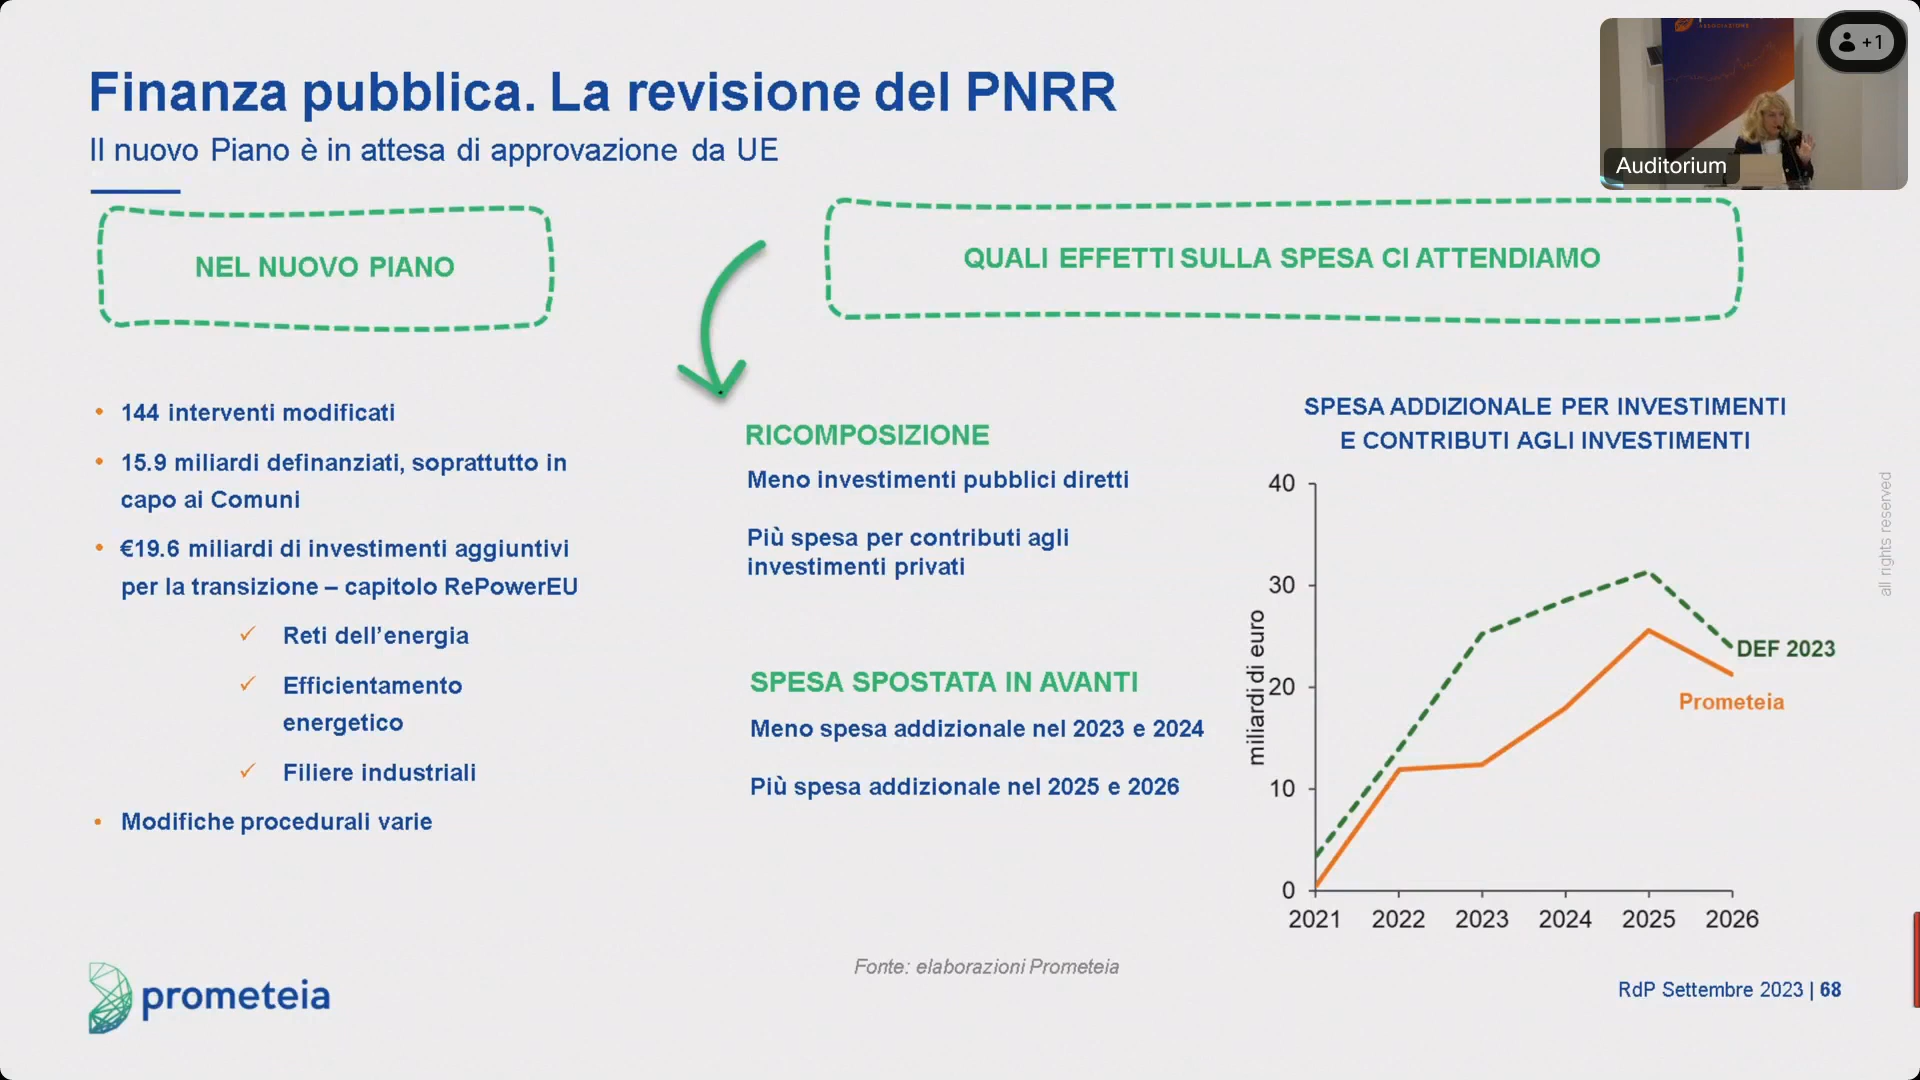 Finanza pubblica. La revisione del PNRR
Il nuovo Piano è in attesa di approvazione da UE
+1
Auditorium
NEL NUOVO PIANO
QUALI EFFETTI SULLA SPESA CI ATTENDIAMO
• 144 interventi modificati
• 15.9 miliardi definanziati, soprattutto in
capo ai Comuni
• €19.6 miliardi di investimenti aggiuntivi
per la transizione – capitolo RePowerEU
✓ Reti dell’energia
✓ Efficientamento
energetico
✓ Filiere industriali
• Modifiche procedurali varie
RICOMPOSIZIONE
Meno investimenti pubblici diretti
Più spesa per contributi agli
investimenti privati
SPESA SPOSTATA IN AVANTI
Meno spesa addizionale nel 2023 e 2024
Più spesa addizionale nel 2025 e 2026
SPESA ADDIZIONALE PER INVESTIMENTI
E CONTRIBUTI AGLI INVESTIMENTI
miliardi di euro
40
30
20
10
0
2021 2022 2023 2024 2025 2026
DEF 2023
Prometeia
all rights reserved
Fonte: elaborazioni Prometeia
prometeia
RdP Settembre 2023 | 68